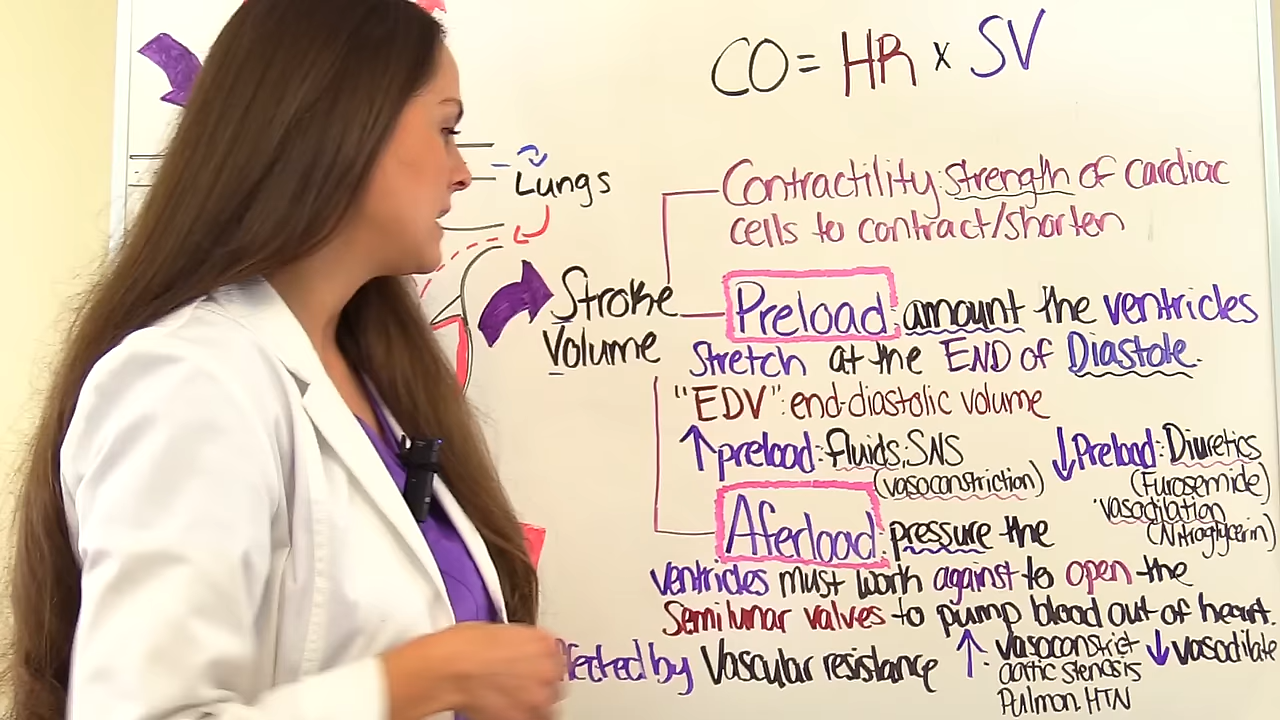 CO = HR x SV
Lungs
Contractility: Strength of cardiac
cells to contract/shorten
Stroke
Volume
Preload: amount the ventricles
stretch at the END of Diastole.
"EDV": end-diastolic volume
↑ preload: fluids, SNS
(vasoconstriction)
↓ Preload: Diuretics
(Furosemide)
vasodilation
(Nitroglycerin)
Aferload: pressure the
ventricles must work against to open the
Semilunar valves to pump blood out of heart.
ffected by Vascular resistance
↑: vasoconstrict
aortic stenosis
Pulmon. HTN
↓ vasodilate